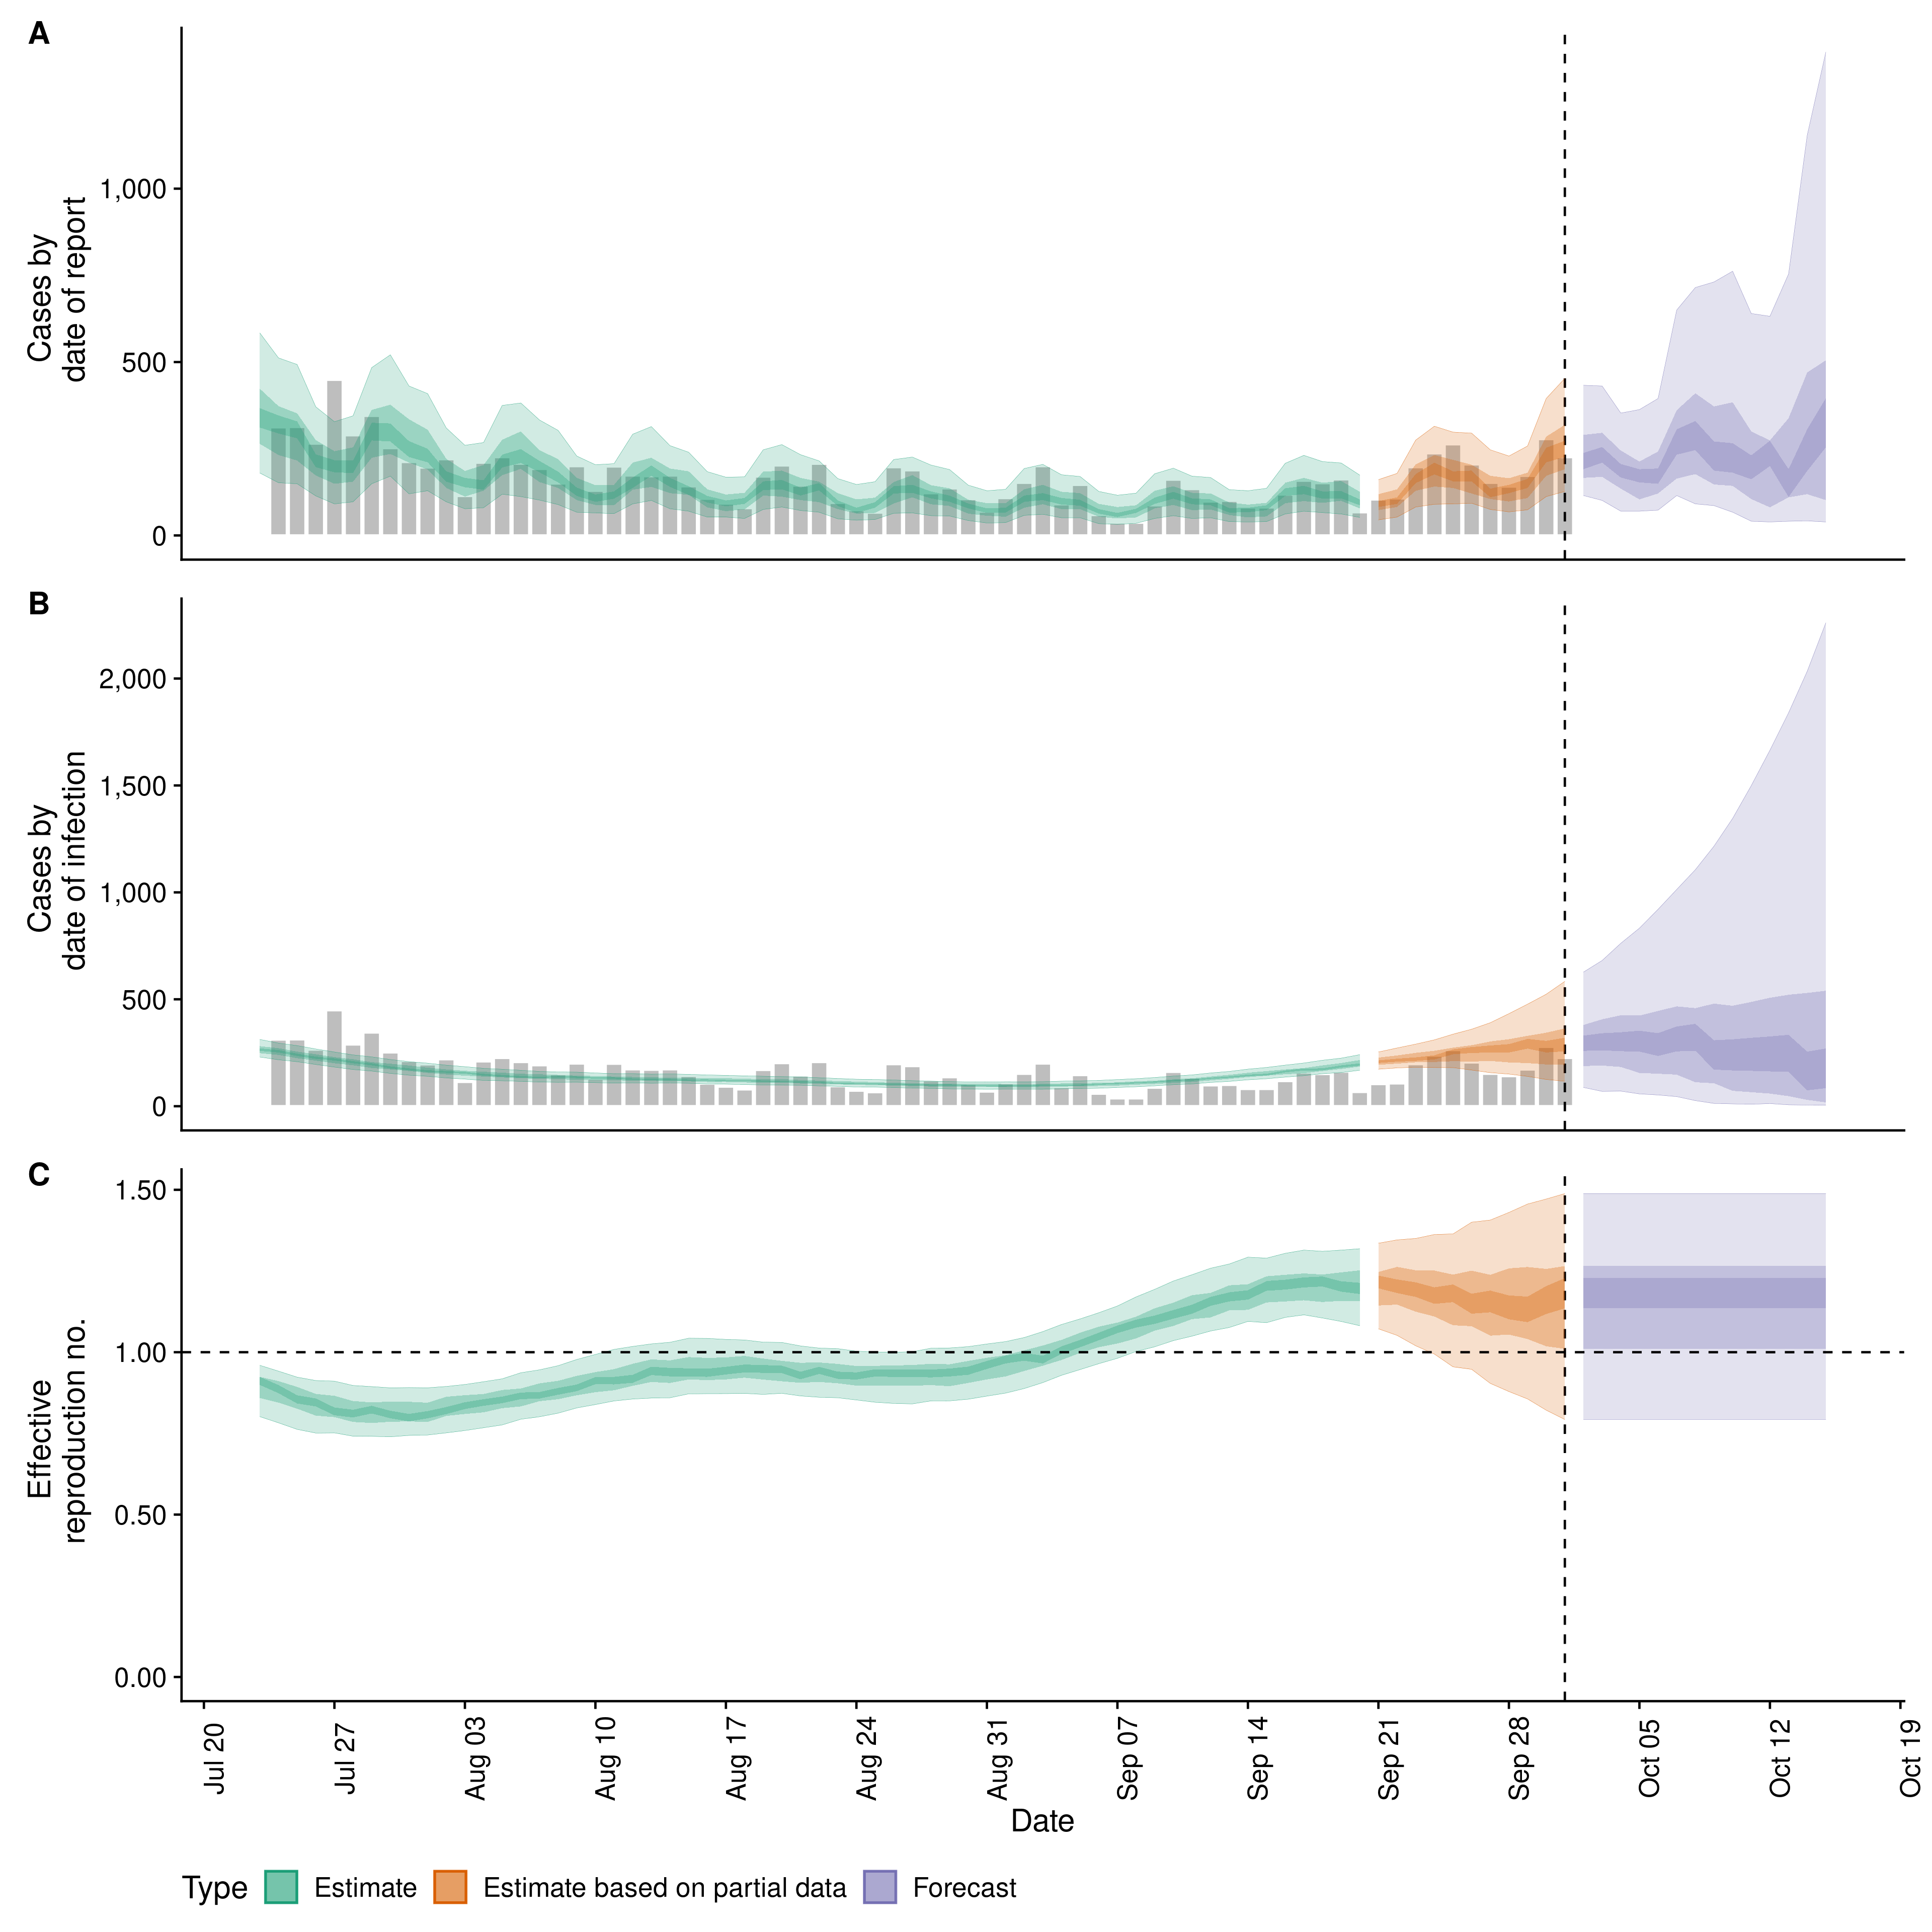 A
Cases by
date of report
1,000
500
0
B
Cases by
date of infection
2,000
1,500
1,000
500
0
C
Effective
reproduction no.
1.50
1.00
0.50
0.00
Jul 20
Jul 27
Aug 03
Aug 10
Aug 17
Aug 24
Aug 31
Sep 07
Sep 14
Sep 21
Sep 28
Oct 05
Oct 12
Oct 19
Date
Type Estimate Estimate based on partial data Forecast